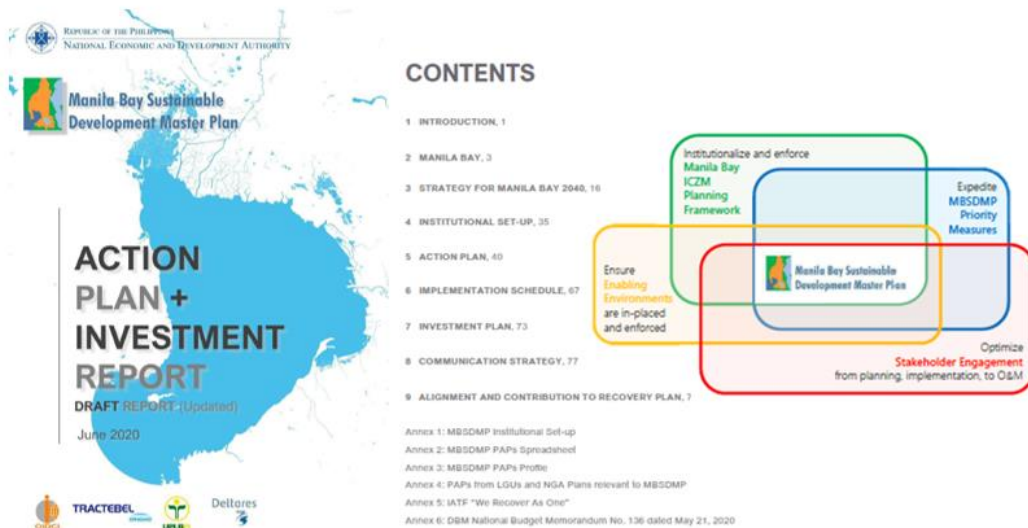 REPUBLIC OF THE PHILIPPINES
NATIONAL ECONOMIC AND DEVELOPMENT AUTHORITY
Manila Bay Sustainable
Development Master Plan
ACTION
PLAN +
INVESTMENT
REPORT
DRAFT REPORT (Updated)
June 2020
TRACTEBEL
ENGIE
Deltares
CONTENTS
1 INTRODUCTION, 1
2 MANILA BAY, 3
3 STRATEGY FOR MANILA BAY 2040, 16
4 INSTITUTIONAL SET-UP, 35
5 ACTION PLAN, 40
6 IMPLEMENTATION SCHEDULE, 67
7 INVESTMENT PLAN, 73
8 COMMUNICATION STRATEGY, 77
9 ALIGNMENT AND CONTRIBUTION TO RECOVERY PLAN, 7
Annex 1: MBSDMP Institutional Set-up
Annex 2: MBSDMP PAPs Spreadsheet
Annex 3: MBSDMP PAPs Profile
Annex 4: PAPs from LGUs and NGA Plans relevant to MBSDMP
Annex 5: IATF "We Recover As One"
Annex 6: DBM National Budget Memorandum No. 136 dated May 21, 2020
Institutionalize and enforce
Manila Bay
ICZM
Planning
Framework
Expedite
MBSDMP
Priority
Measures
Ensure
Enabling
Environments
are in-placed
and enforced
Manila Bay Sustainable
Development Master Plan
Optimize
Stakeholder Engagement
from planning, implementation, to O&M